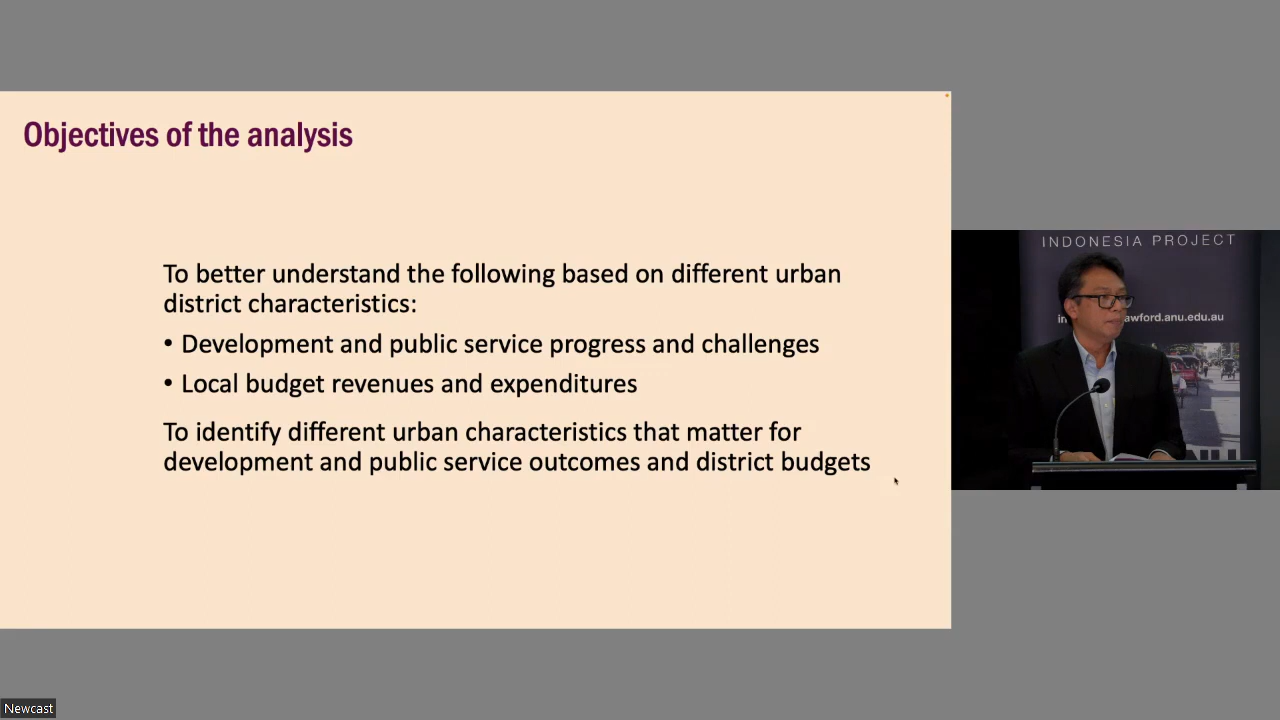 Objectives of the analysis
To better understand the following based on different urban
district characteristics:
• Development and public service progress and challenges
• Local budget revenues and expenditures
To identify different urban characteristics that matter for
development and public service outcomes and district budgets
INDONESIA PROJECT
awford.anu.edu.au
Newcast